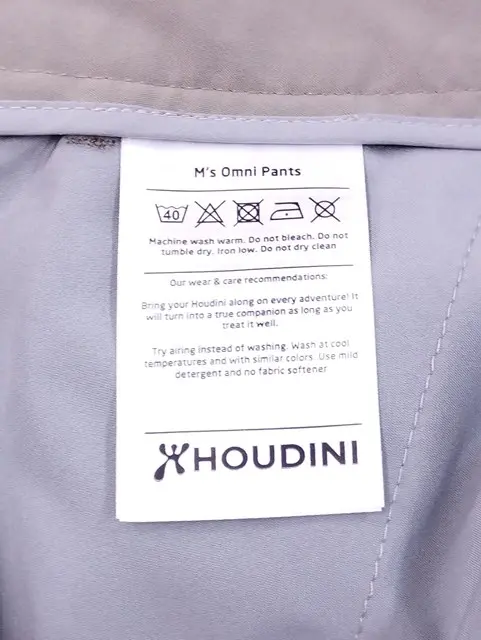 M's Omni Pants
40
Machine wash warm. Do not bleach. Do not
tumble dry. Iron low. Do not dry clean
Our wear & care recommendations:
Bring your Houdini along on every adventure! It
will turn into a true companion as long as you
treat it well.
Try airing instead of washing. Wash at cool
temperatures and with similar colors. Use mild
detergent and no fabric softener
HOUDINI